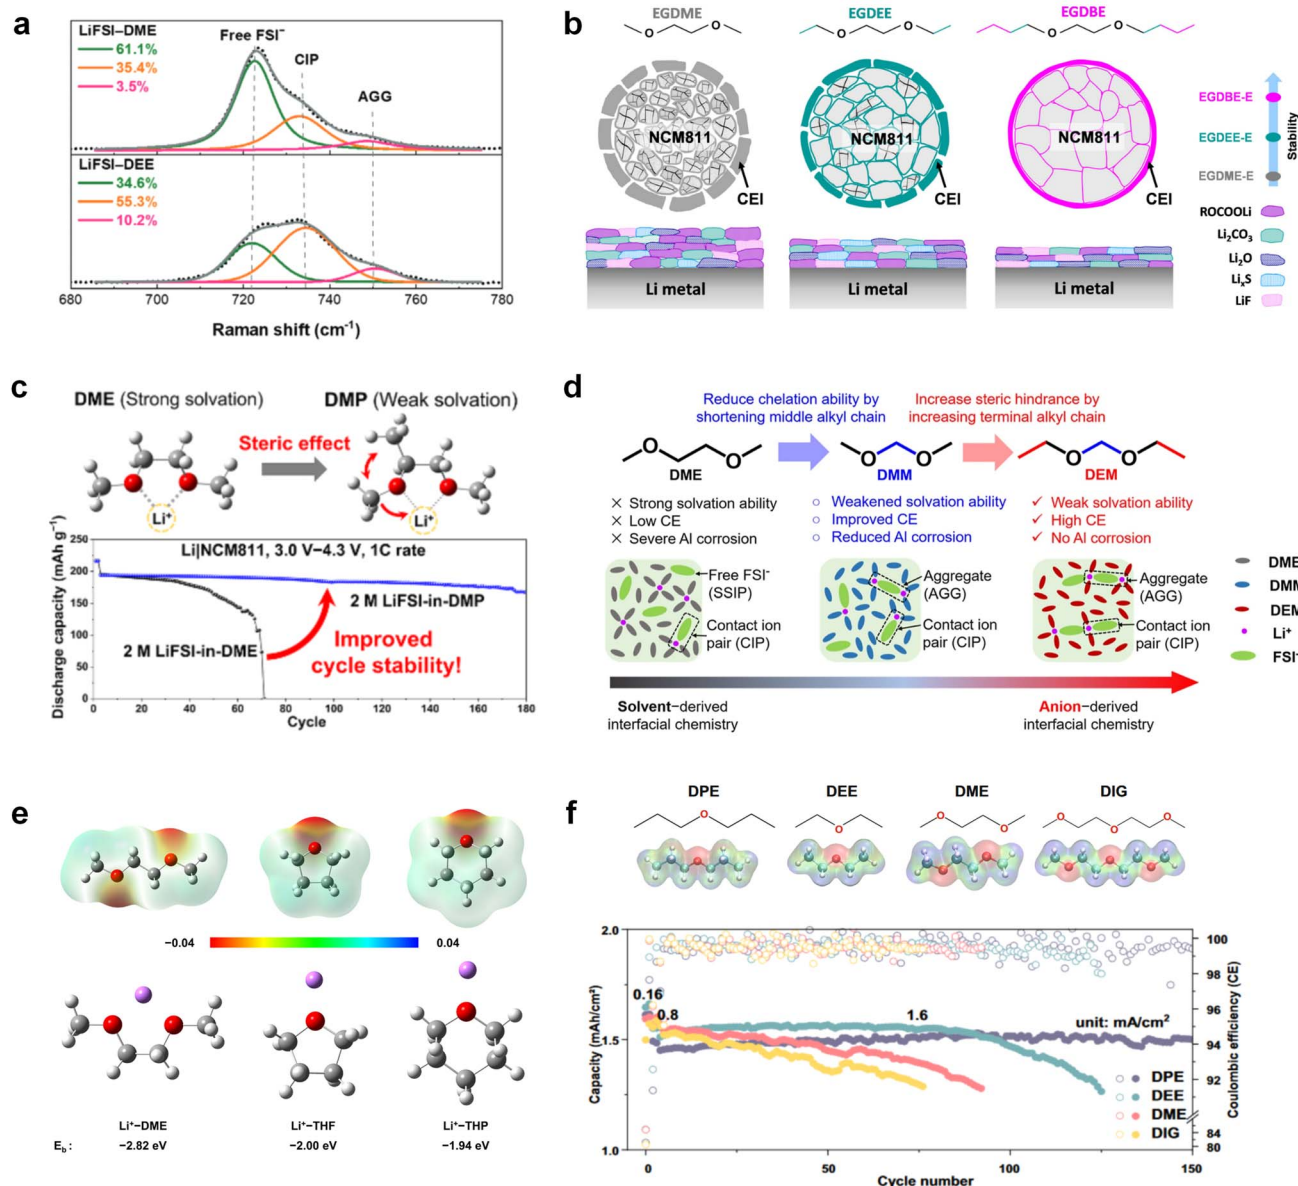 a
LiFSI–DME
61.1%
35.4%
3.5%
Free FSI⁻
CIP
AGG
LiFSI–DEE
34.6%
55.3%
10.2%
680 700 720 740 760 780
Raman shift (cm⁻¹)
b
EGDME
EGDEE
EGDBE
O O
O O
O O
NCM811
NCM811
NCM811
CEI
CEI
CEI
Li metal
Li metal
Li metal
EGDBE-E
EGDEE-E
EGDME-E
Stability
ROCOOLi
Li₂CO₃
Li₂O
LiₓS
LiF
c
DME (Strong solvation)
DMP (Weak solvation)
Steric effect
Li⁺
Li⁺
Discharge capacity (mAh g⁻¹)
250
200
150
100
50
0
Li|NCM811, 3.0 V−4.3 V, 1C rate
2 M LiFSI-in-DMP
2 M LiFSI-in-DME
Improved
cycle stability!
0 20 40 60 80 100 120 140 160 180
Cycle
d
Reduce chelation ability by
shortening middle alkyl chain
Increase steric hindrance by
increasing terminal alkyl chain
O O
DME
O O
DMM
O O
DEM
× Strong solvation ability
× Low CE
× Severe Al corrosion
○ Weakened solvation ability
○ Improved CE
○ Reduced Al corrosion
✓ Weak solvation ability
✓ High CE
✓ No Al corrosion
Free FSI⁻
(SSIP)
Contact ion
pair (CIP)
Aggregate
(AGG)
Contact ion
pair (CIP)
Aggregate
(AGG)
Contact ion
pair (CIP)
DME
DMM
DEM
Li⁺
FSI⁻
Solvent−derived
interfacial chemistry
Anion−derived
interfacial chemistry
e
−0.04
0.04
Li⁺−DME
Li⁺−THF
Li⁺−THP
E_b :
−2.82 eV
−2.00 eV
−1.94 eV
f
DPE
DEE
DME
DIG
O
O
O O
O O O
Capacity (mAh/cm²)
2.0
1.5
1.0
0.16
0.8
1.6
unit: mA/cm²
DPE
DEE
DME
DIG
100
98
96
94
92
84
80
Coulombic efficiency (CE)
0 50 100 150
Cycle number